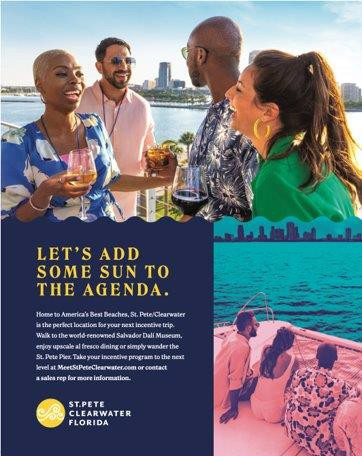 LET'S ADD
SOME SUN TO
THE AGENDA.
Home to America's Best Beaches, St. Pete/Clearwater
is the perfect location for your next incentive trip.
Walk to the world-renowned Salvador Dalí Museum,
enjoy upscale al fresco dining or simply wander the
St. Pete Pier. Take your incentive program to the next
level at MeetStPeteClearwater.com or contact
a sales rep for more information.
ST.PETE
CLEARWATER
FLORIDA